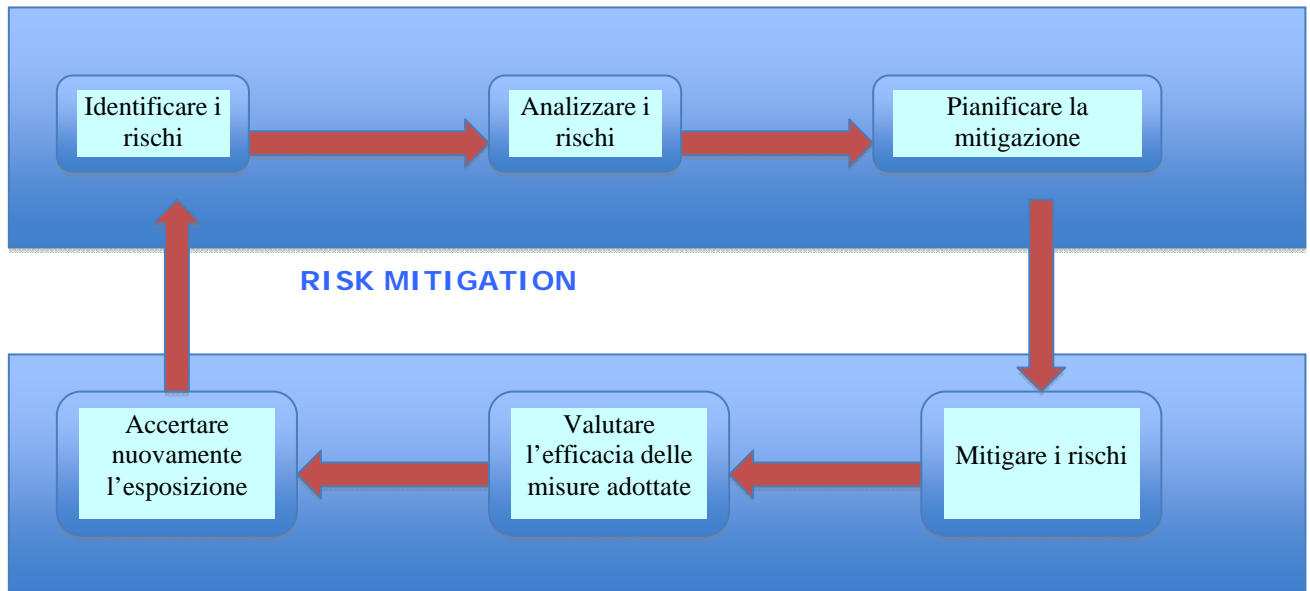 Identificare i
rischi
Analizzare i
rischi
Pianificare la
mitigazione
RISK MITIGATION
Accertare
nuovamente
l’esposizione
Valutare
l’efficacia delle
misure adottate
Mitigare i rischi